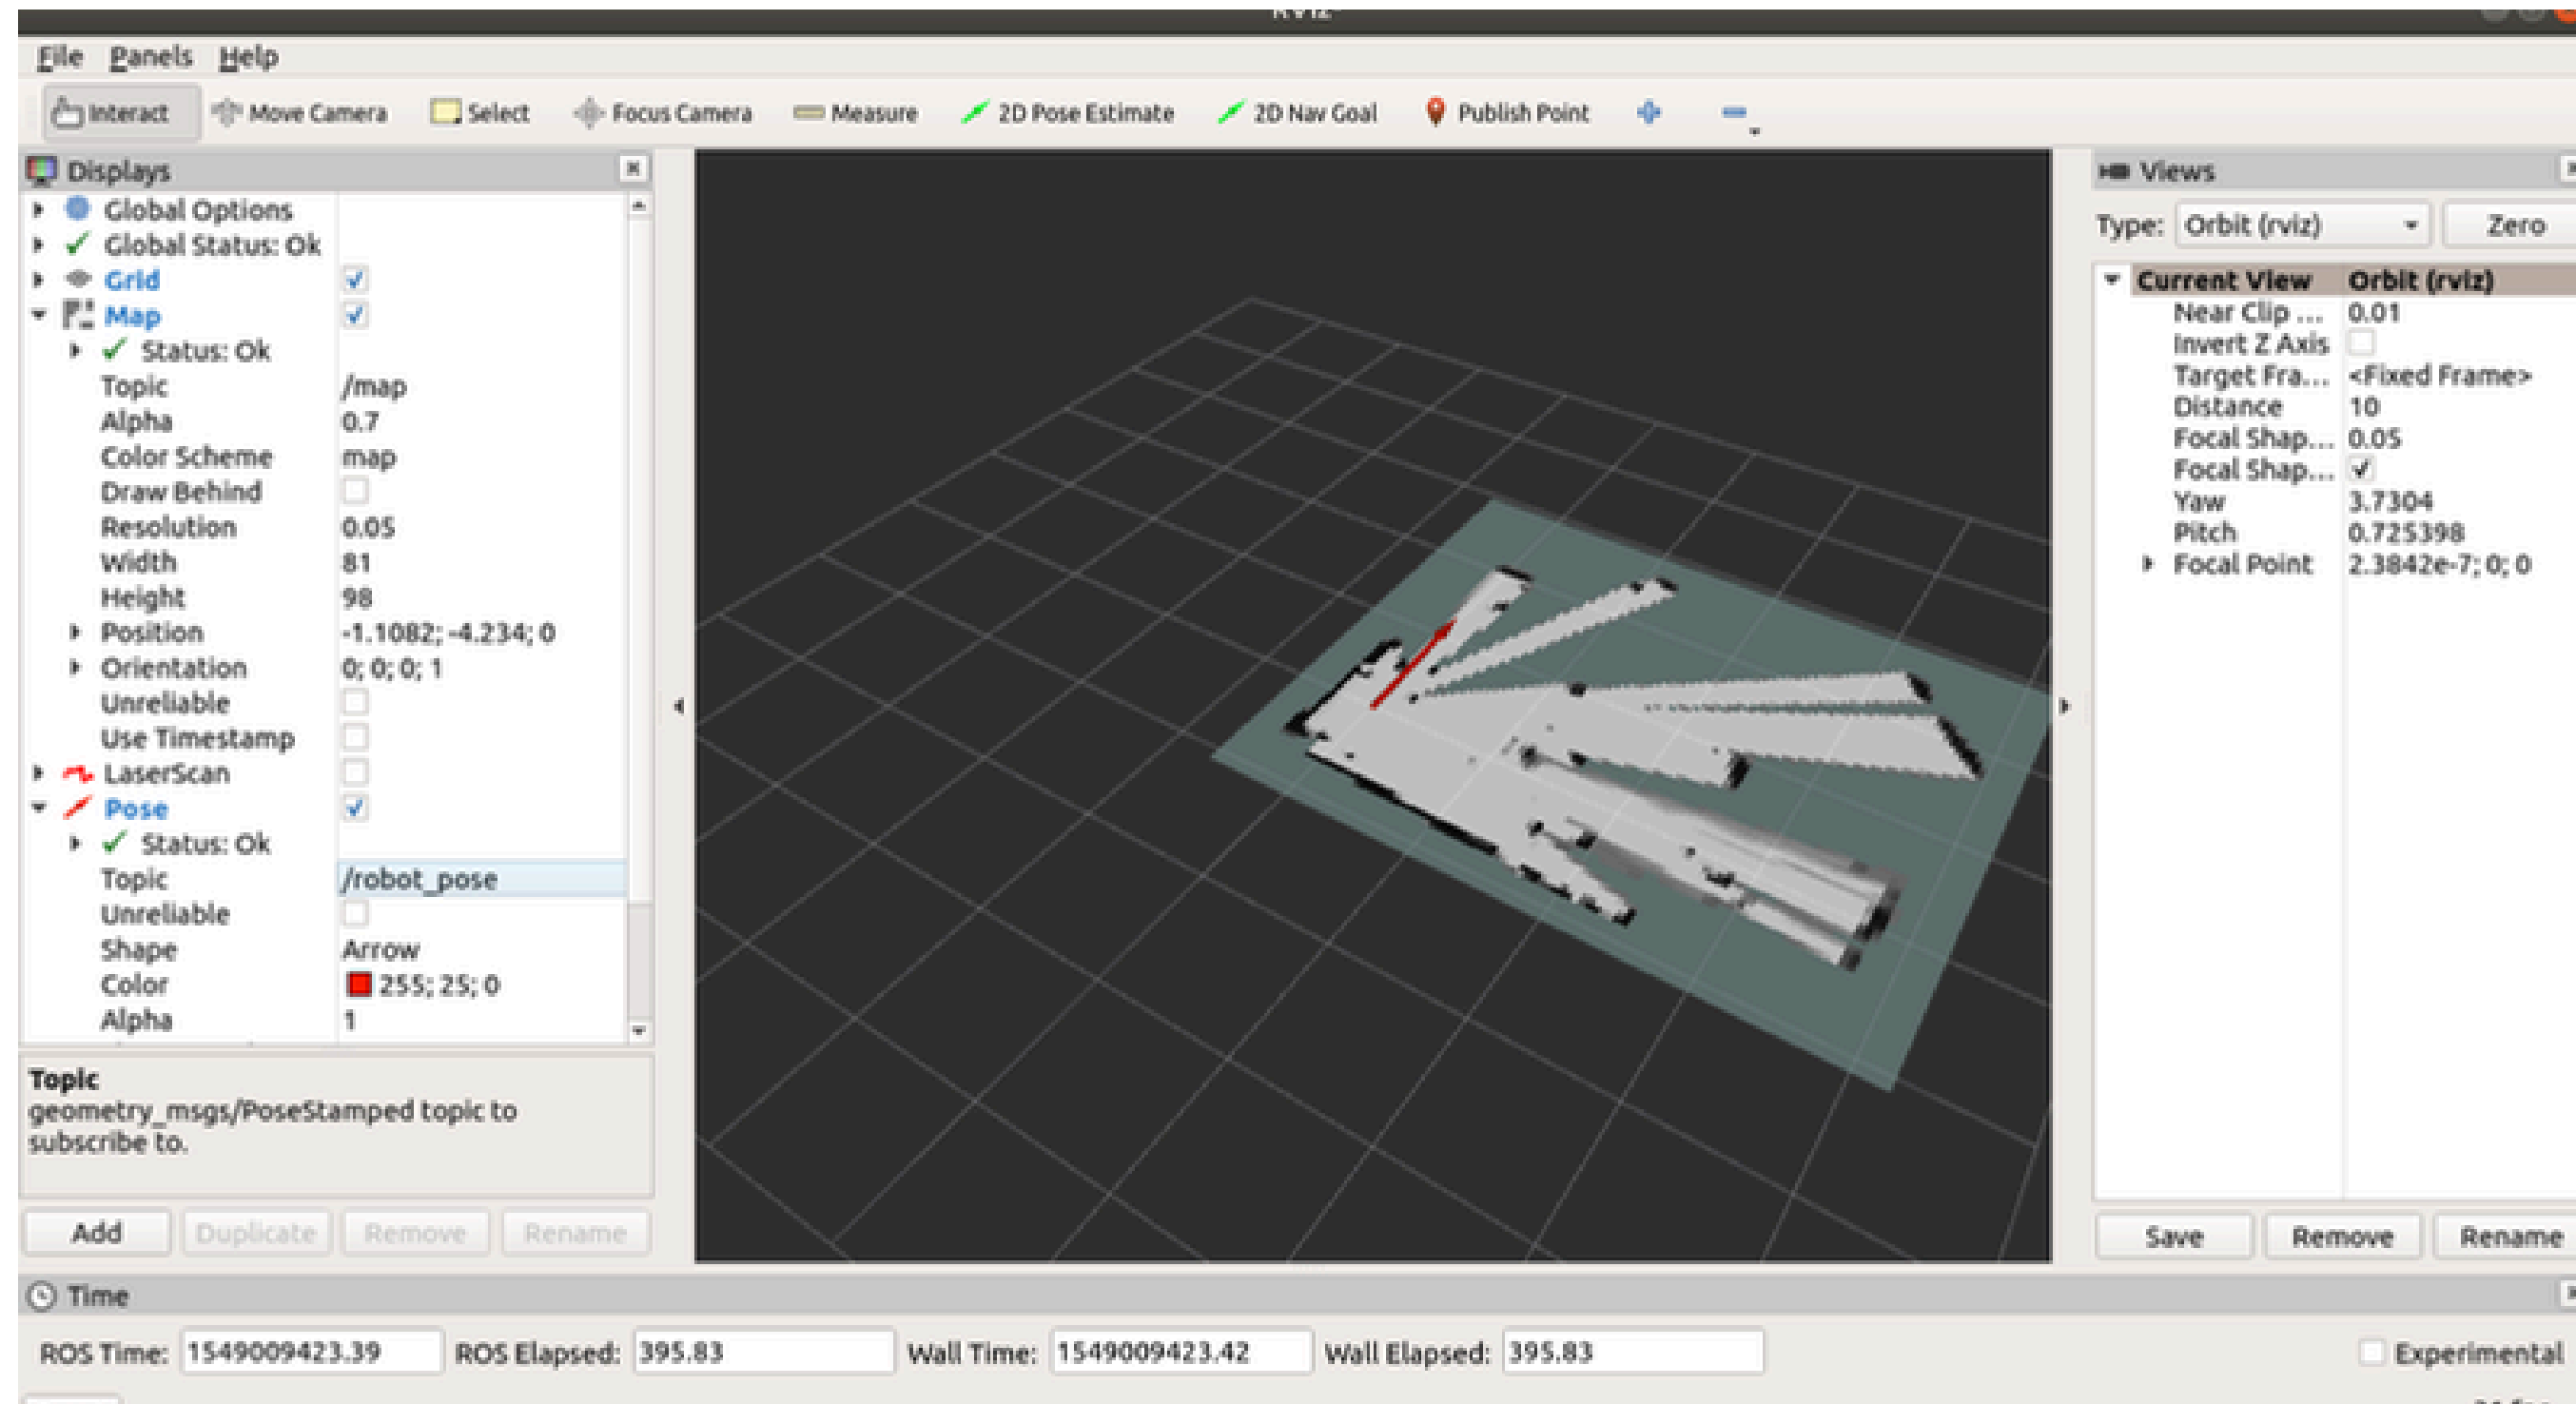 RViz*
File Panels Help
Interact Move Camera Select Focus Camera Measure 2D Pose Estimate 2D Nav Goal Publish Point
Displays
Global Options
Global Status: Ok
Grid
Map
Status: Ok
Topic /map
Alpha 0.7
Color Scheme map
Draw Behind
Resolution 0.05
Width 81
Height 98
Position -1.1082; -4.234; 0
Orientation 0; 0; 0; 1
Unreliable
Use Timestamp
LaserScan
Pose
Status: Ok
Topic /robot_pose
Unreliable
Shape Arrow
Color 255; 25; 0
Alpha 1
Topic
geometry_msgs/PoseStamped topic to
subscribe to.
Add Duplicate Remove Rename
Views
Type: Orbit (rviz) Zero
Current View Orbit (rviz)
Near Clip ... 0.01
Invert Z Axis
Target Fra... <Fixed Frame>
Distance 10
Focal Shap... 0.05
Focal Shap...
Yaw 3.7304
Pitch 0.725398
Focal Point 2.3842e-7; 0; 0
Save Remove Rename
Time
ROS Time: 1549009423.39 ROS Elapsed: 395.83 Wall Time: 1549009423.42 Wall Elapsed: 395.83 Experimental